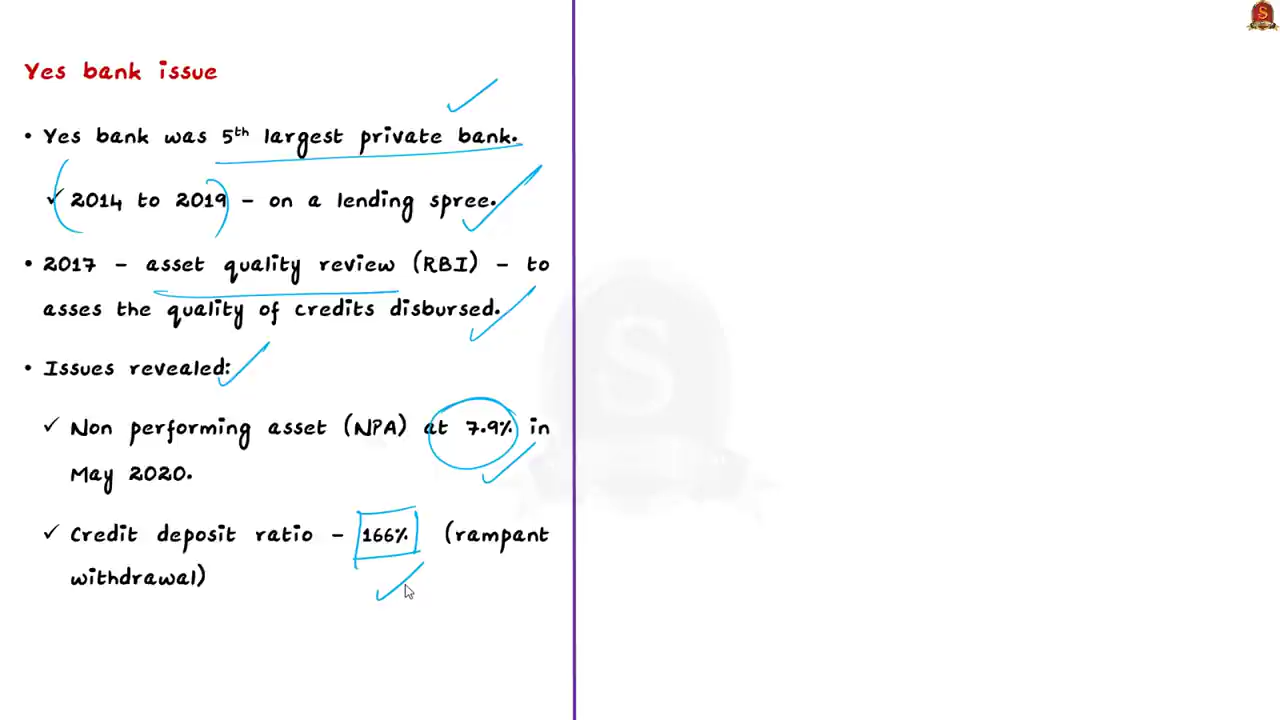 Yes bank issue
• Yes bank was 5th largest private bank.
✓ 2014 to 2019 - on a lending spree.
• 2017 - asset quality review (RBI) - to
asses the quality of credits disbursed.
• Issues revealed:
✓ Non performing asset (NPA) at 7.9% in
May 2020.
✓ Credit deposit ratio - 166% (rampant
withdrawal)
S
S